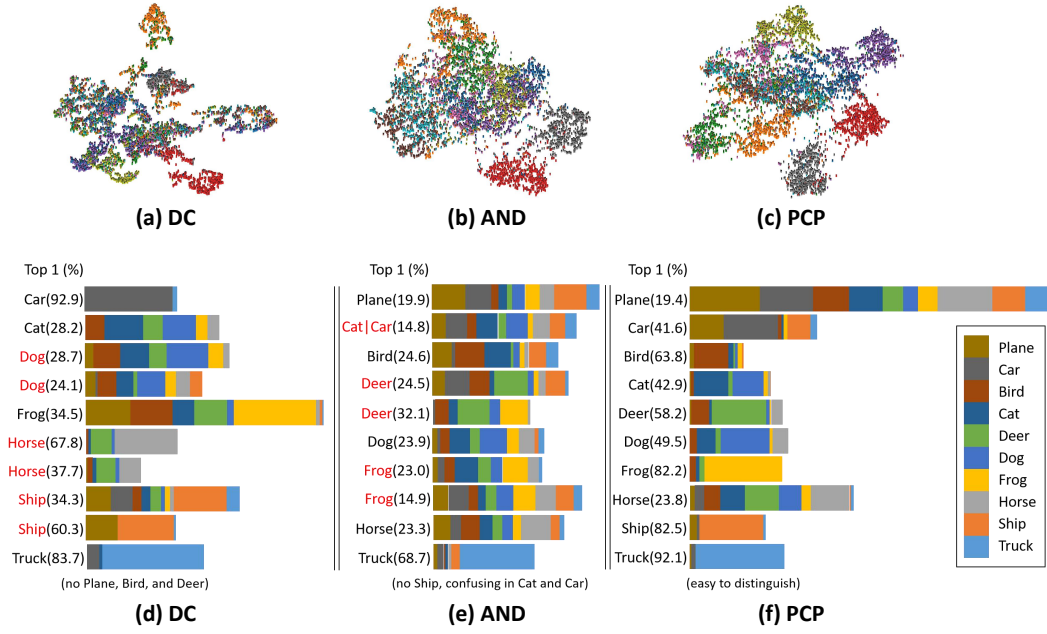 (a) DC
(b) AND
(c) PCP
Top 1 (%)
Car(92.9)
Cat(28.2)
Dog(28.7)
Dog(24.1)
Frog(34.5)
Horse(67.8)
Horse(37.7)
Ship(34.3)
Ship(60.3)
Truck(83.7)
(no Plane, Bird, and Deer)
(d) DC
Top 1 (%)
Plane(19.9)
Cat|Car(14.8)
Bird(24.6)
Deer(24.5)
Deer(32.1)
Dog(23.9)
Frog(23.0)
Frog(14.9)
Horse(23.3)
Truck(68.7)
(no Ship, confusing in Cat and Car)
(e) AND
Top 1 (%)
Plane(19.4)
Car(41.6)
Bird(63.8)
Cat(42.9)
Deer(58.2)
Dog(49.5)
Frog(82.2)
Horse(23.8)
Ship(82.5)
Truck(92.1)
(easy to distinguish)
(f) PCP
Plane
Car
Bird
Cat
Deer
Dog
Frog
Horse
Ship
Truck